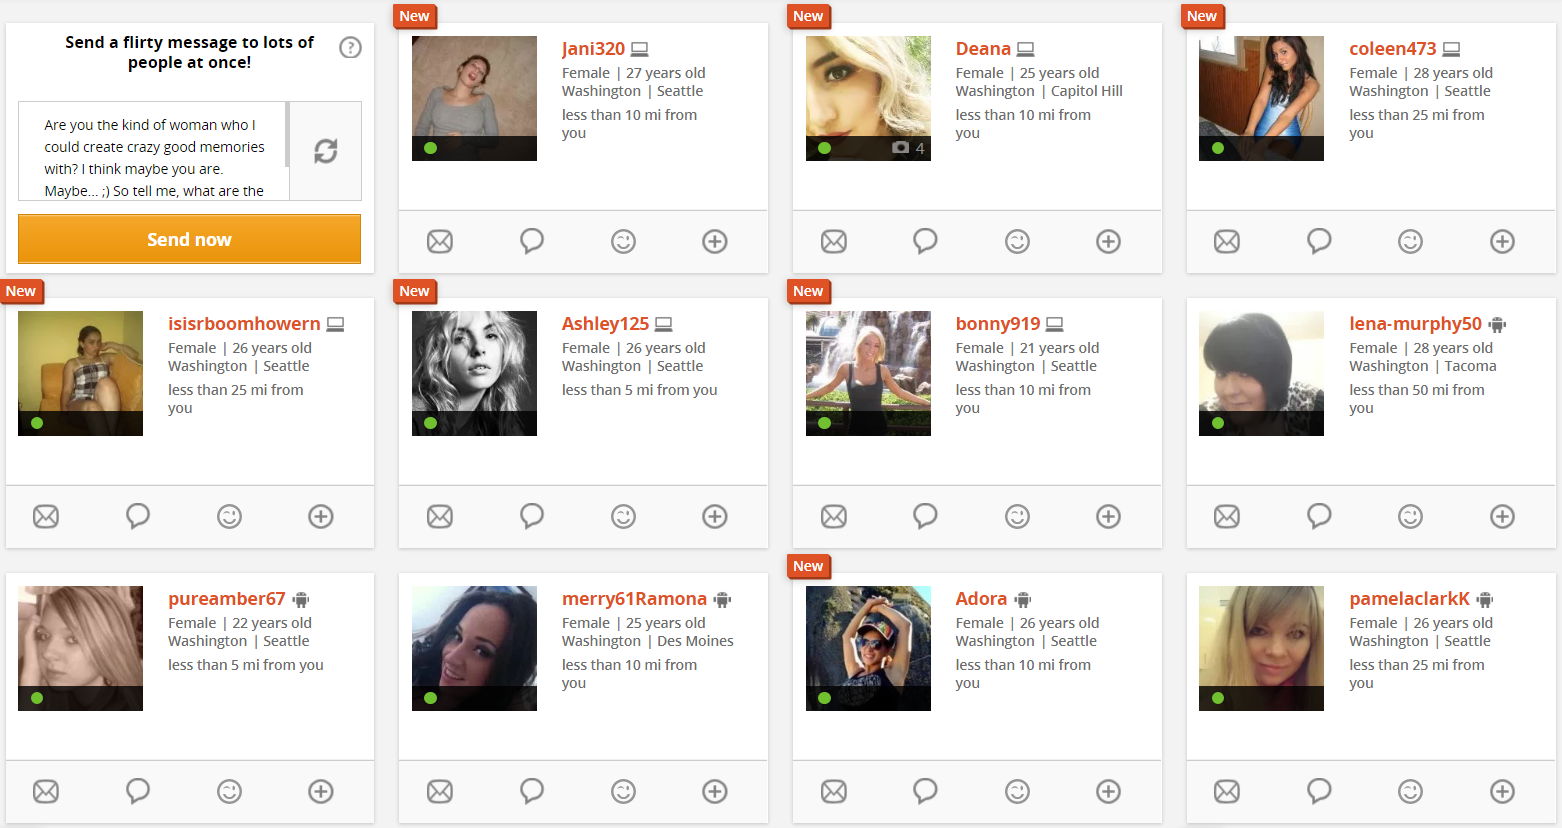 Send a flirty message to lots of
people at once!
?
Are you the kind of woman who I
could create crazy good memories
with? I think maybe you are.
Maybe... ;) So tell me, what are the
Send now
New
Jani320
Female | 27 years old
Washington | Seattle
less than 10 mi from
you
New
Deana
Female | 25 years old
Washington | Capitol Hill
less than 10 mi from
you
4
New
coleen473
Female | 28 years old
Washington | Seattle
less than 25 mi from
you
New
isisrboomhowern
Female | 26 years old
Washington | Seattle
less than 25 mi from
you
New
Ashley125
Female | 26 years old
Washington | Seattle
less than 5 mi from you
New
bonny919
Female | 21 years old
Washington | Seattle
less than 10 mi from
you
lena-murphy50
Female | 28 years old
Washington | Tacoma
less than 50 mi from
you
pureamber67
Female | 22 years old
Washington | Seattle
less than 5 mi from you
merry61Ramona
Female | 25 years old
Washington | Des Moines
less than 10 mi from
you
New
Adora
Female | 26 years old
Washington | Seattle
less than 10 mi from
you
pamelaclarkK
Female | 26 years old
Washington | Seattle
less than 25 mi from
you